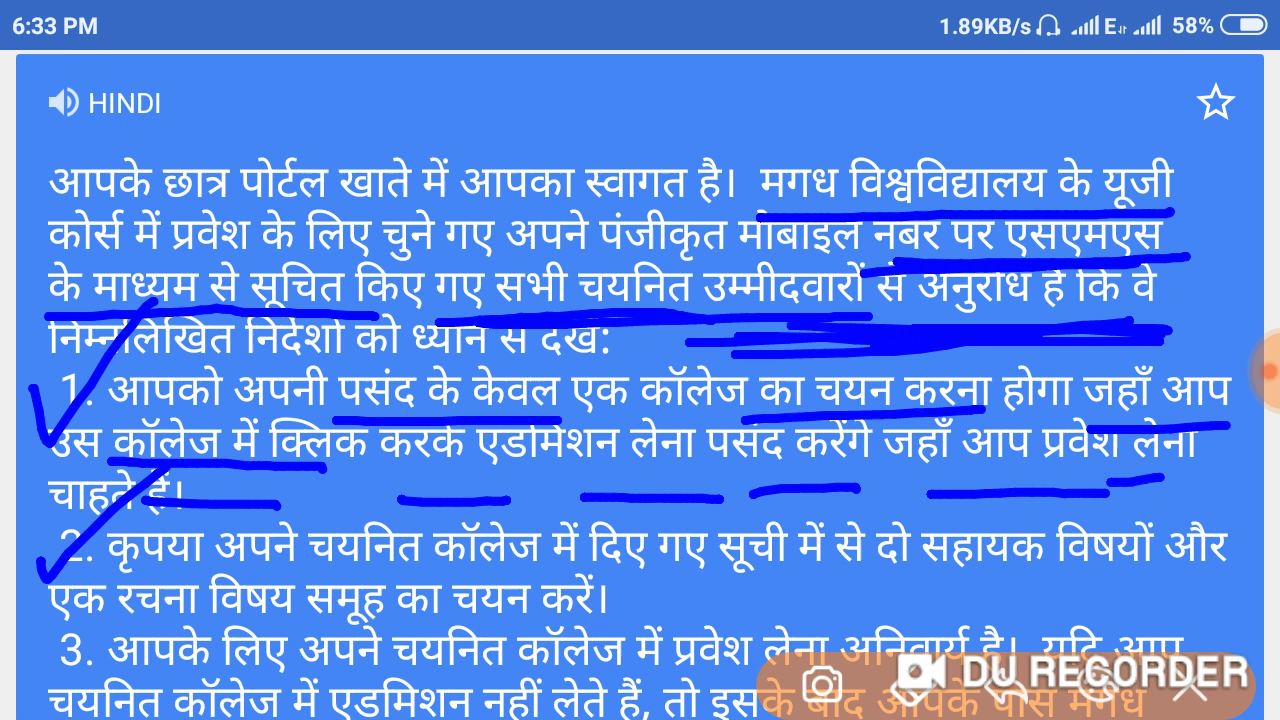 6:33 PM
1.89KB/s E 58%
HINDI
आपके छात्र पोर्टल खाते में आपका स्वागत है। मगध विश्वविद्यालय के यूजी
कोर्स में प्रवेश के लिए चुने गए अपने पंजीकृत मोबाइल नंबर पर एसएमएस
के माध्यम से सूचित किए गए सभी चयनित उम्मीदवारों से अनुरोध है कि वे
निम्नलिखित निर्देशों को ध्यान से देखें:
1. आपको अपनी पसंद के केवल एक कॉलेज का चयन करना होगा जहाँ आप
उस कॉलेज में क्लिक करके एडमिशन लेना पसंद करेंगे जहाँ आप प्रवेश लेना
चाहते हैं।
2. कृपया अपने चयनित कॉलेज में दिए गए सूची में से दो सहायक विषयों और
एक रचना विषय समूह का चयन करें।
3. आपके लिए अपने चयनित कॉलेज में प्रवेश लेना अनिवार्य है। यदि आप
चयनित कॉलेज में एडमिशन नहीं लेते हैं, तो इसके बाद आपके पास मगध
DU RECORDER